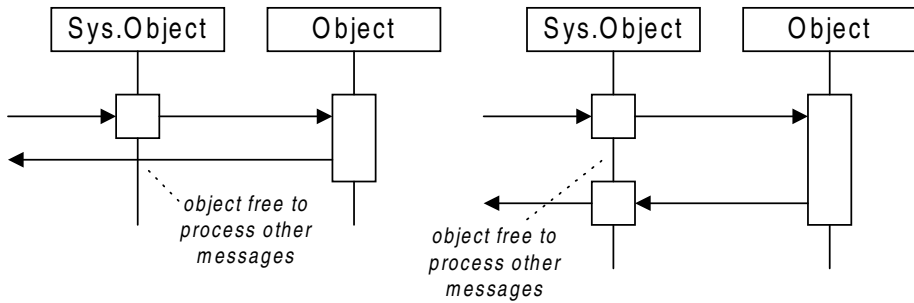 Sys.Object
Object
Sys.Object
Object
object free to
process other
messages
object free to
process other
messages